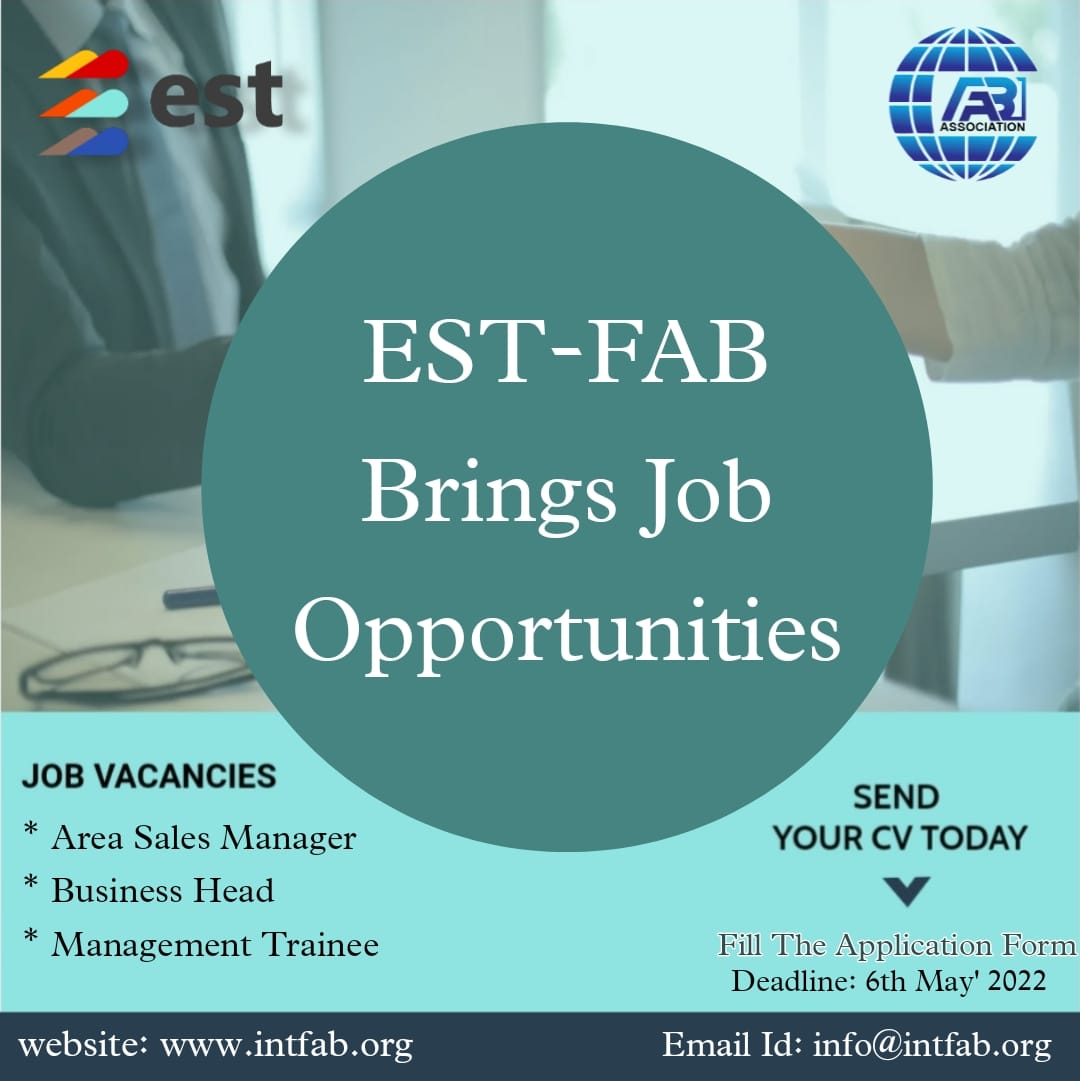 est
FAB
ASSOCIATION
EST-FAB
Brings Job
Opportunities
JOB VACANCIES
* Area Sales Manager
* Business Head
* Management Trainee
SEND
YOUR CV TODAY
Fill The Application Form
Deadline: 6th May' 2022
website: www.intfab.org
Email Id: info@intfab.org